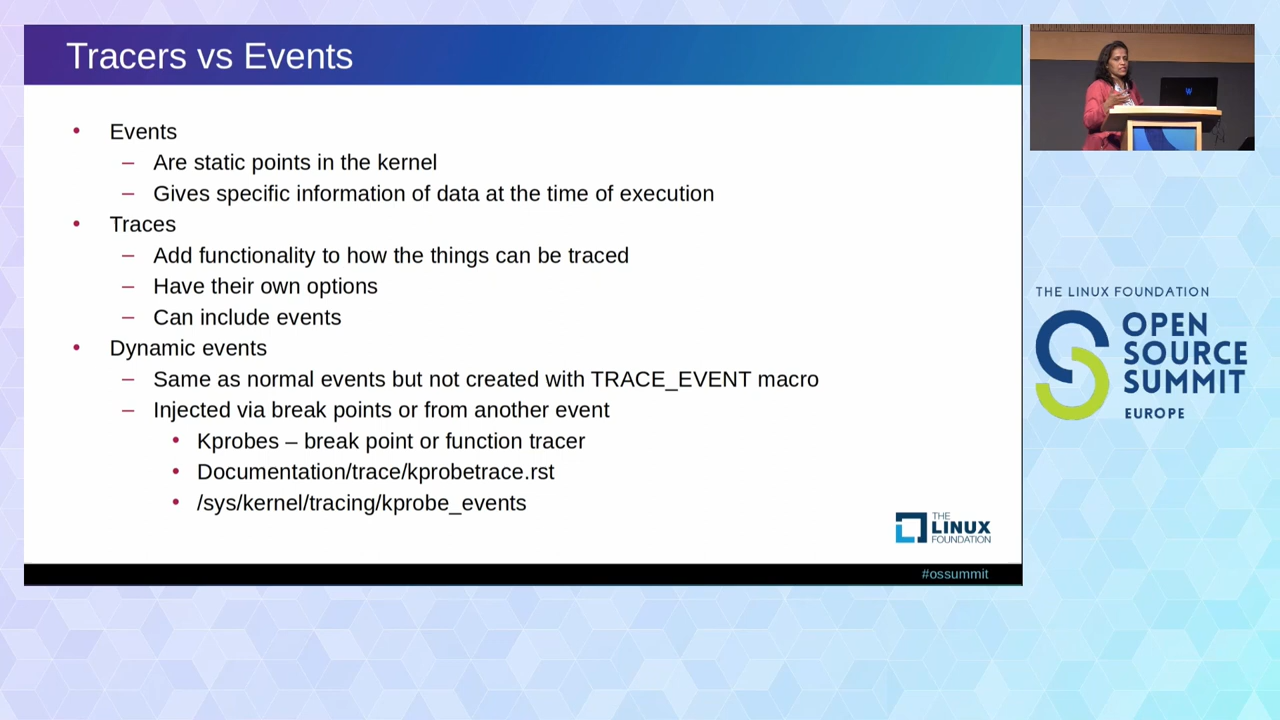 Tracers vs Events
• Events
– Are static points in the kernel
– Gives specific information of data at the time of execution
• Traces
– Add functionality to how the things can be traced
– Have their own options
– Can include events
• Dynamic events
– Same as normal events but not created with TRACE_EVENT macro
– Injected via break points or from another event
• Kprobes – break point or function tracer
• Documentation/trace/kprobetrace.rst
• /sys/kernel/tracing/kprobe_events
THE
LINUX
FOUNDATION
#ossummit
THE LINUX FOUNDATION
OPEN
SOURCE
SUMMIT
EUROPE